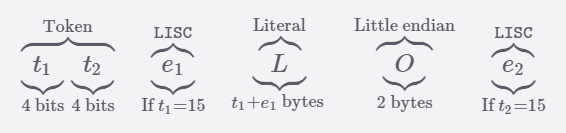 Token LISC Literal Little endian LISC
t₁ t₂ e₁ L O e₂
4 bits 4 bits If t₁=15 t₁+e₁ bytes 2 bytes If t₂=15